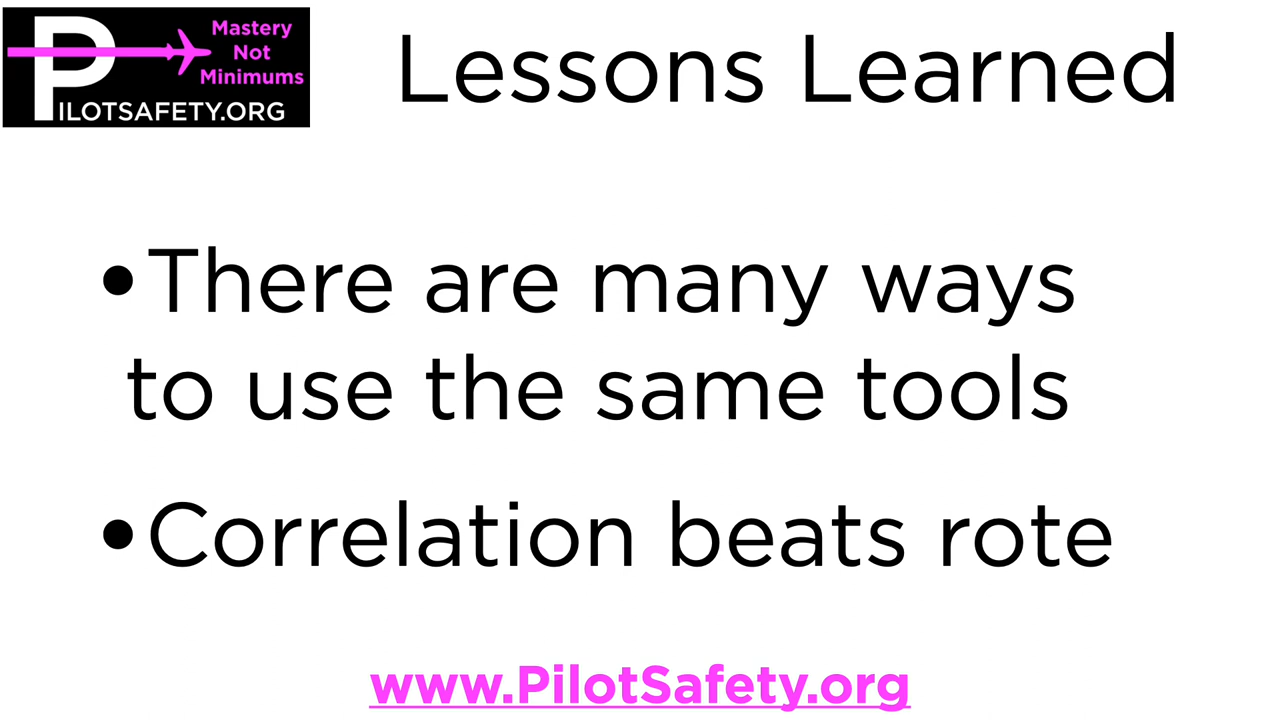 Mastery
Not
Minimums
PILOTSAFETY.ORG
Lessons Learned
•There are many ways
to use the same tools
•Correlation beats rote
www.PilotSafety.org